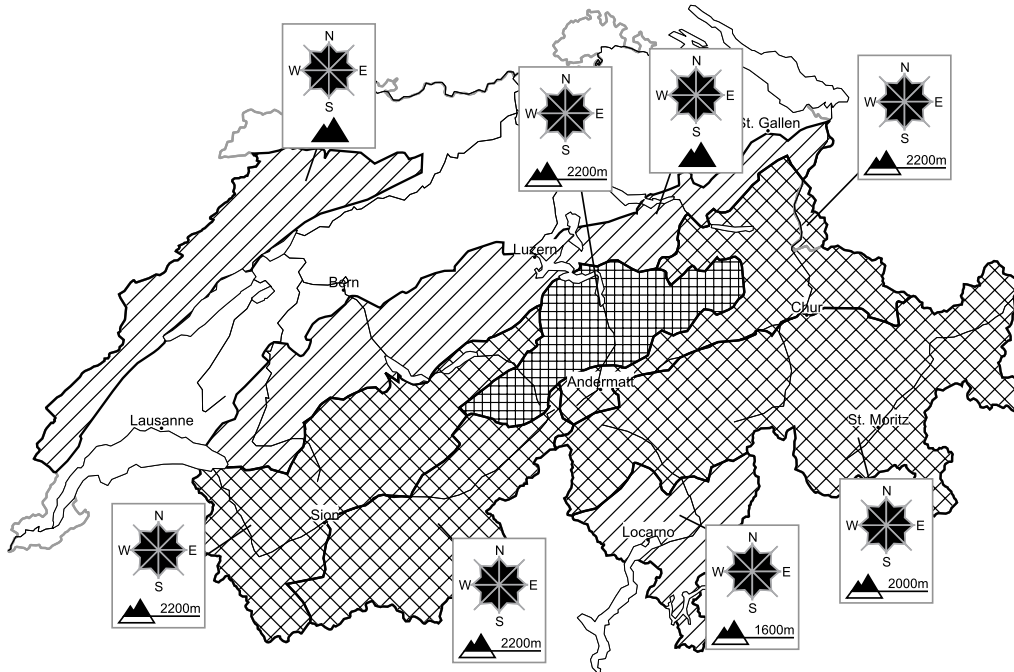 N
W E
S
N
W E
S
2200m
N
W E
S
N
W E
S
2200m
St. Gallen
Luzern
Bern
Chur
Andermatt
Lausanne
St. Moritz
Sion
Locarno
N
W E
S
2200m
N
W E
S
2200m
N
W E
S
1600m
N
W E
S
2000m